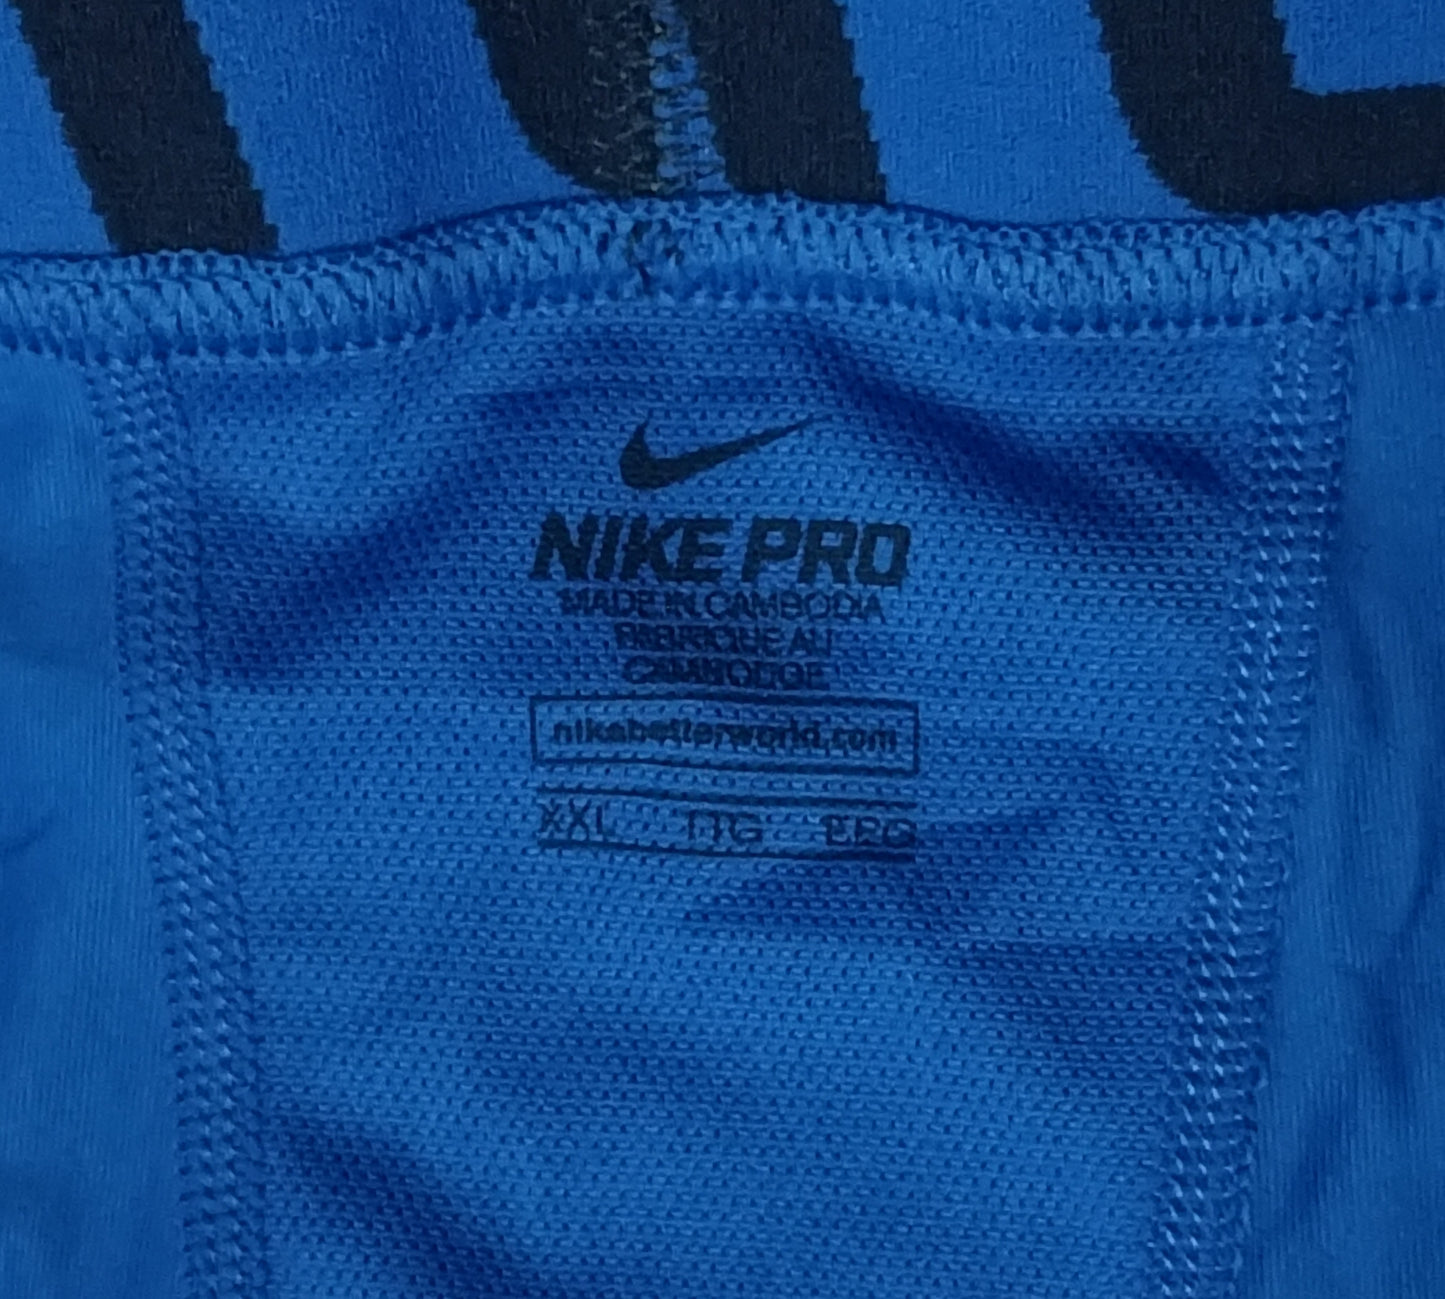 NIKE PRO
MADE IN CAMBODIA
FABRIQUE AU
CAMBODGE
nikebetterworld.com
XXL TTG EEG